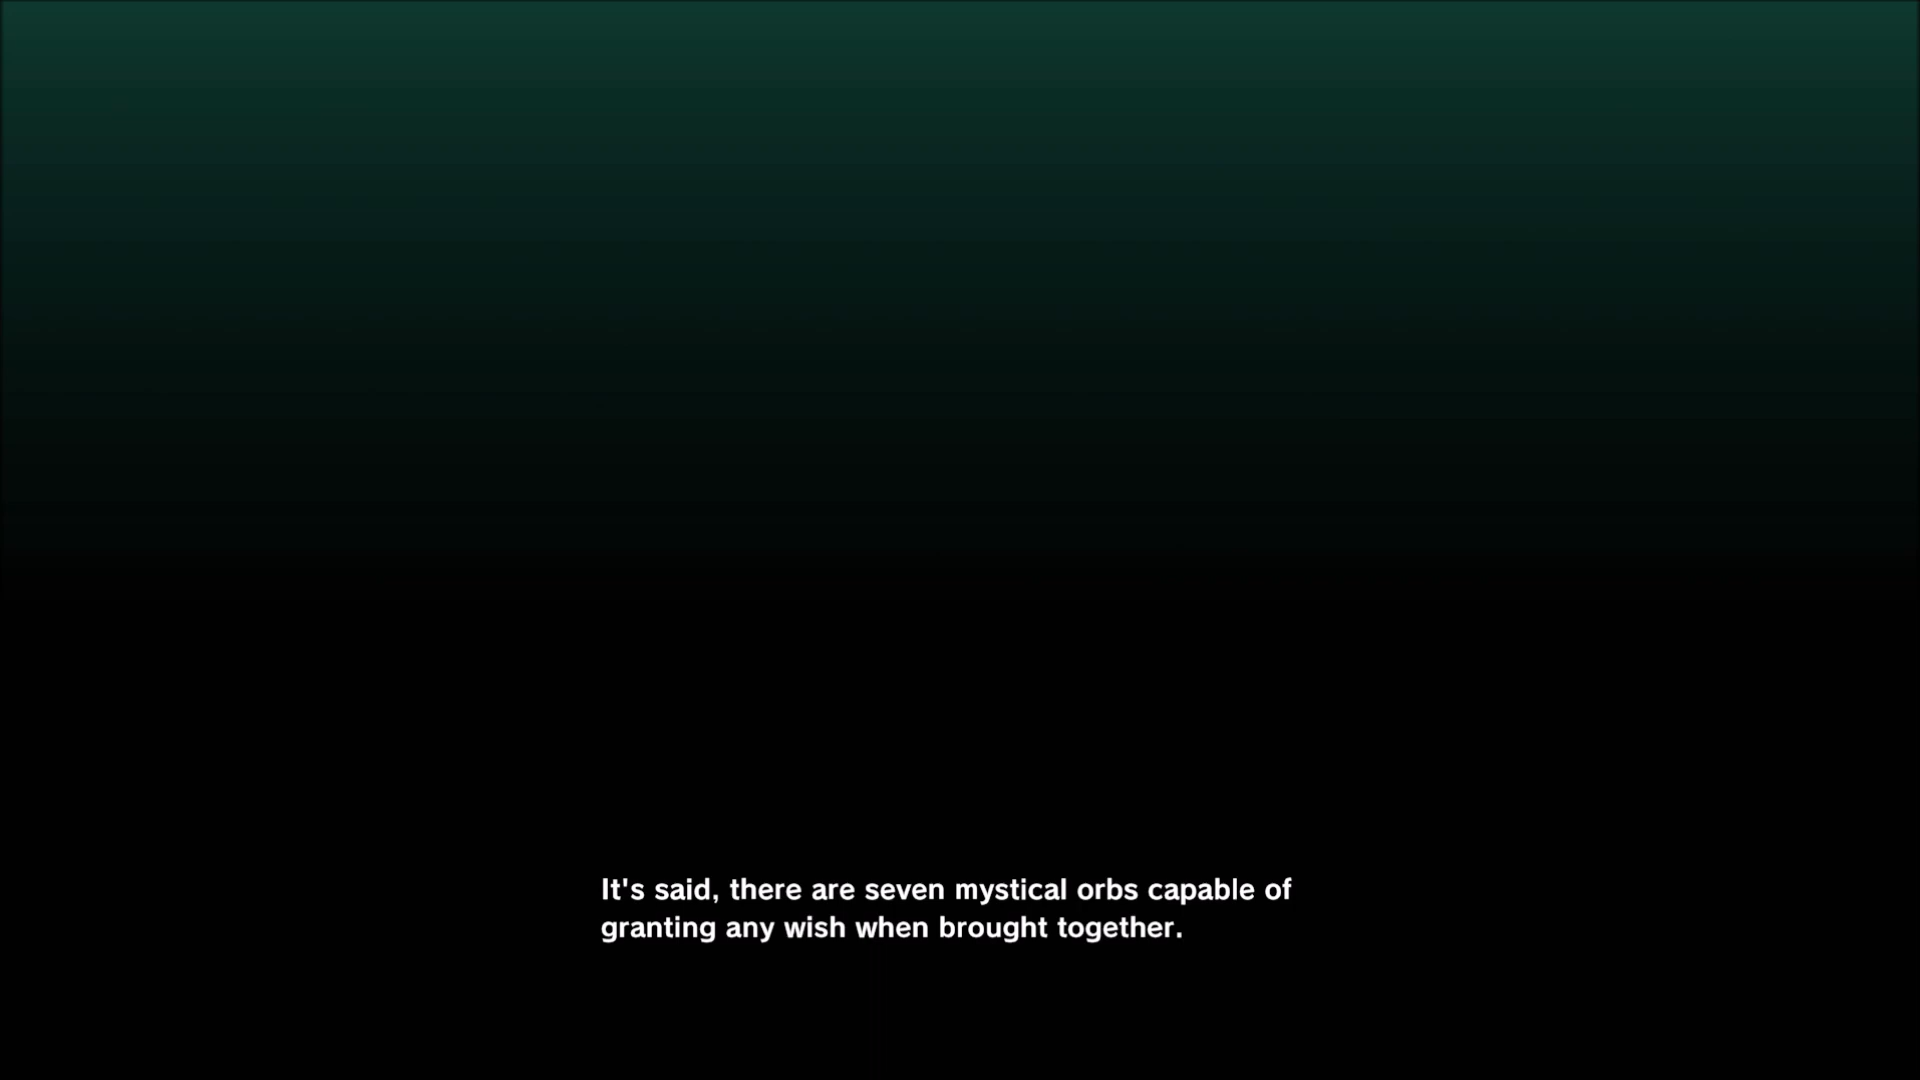 It's said, there are seven mystical orbs capable of
granting any wish when brought together.